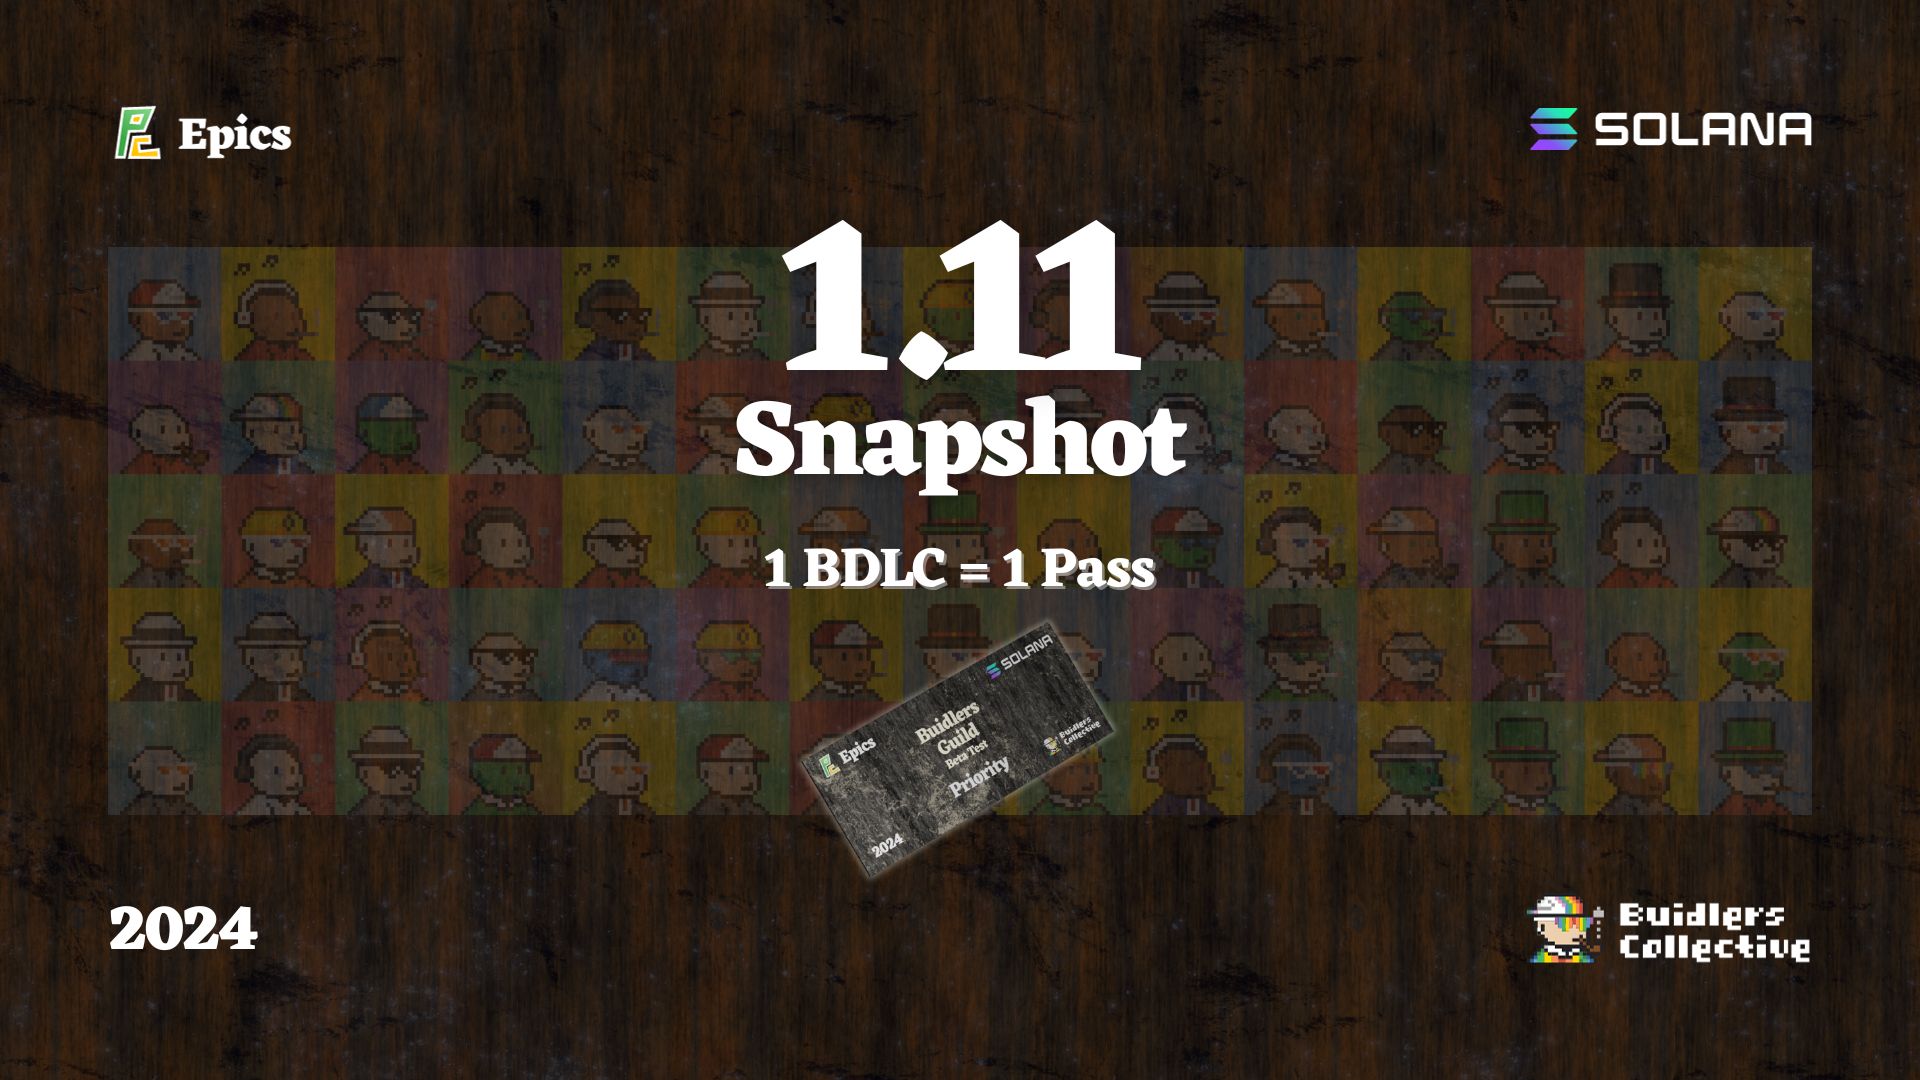 Epics
SOLANA
1.11
Snapshot
1 BDLC = 1 Pass
SOLANA
Epics
Buidlers
Guild
Beta Test
Priority
Buidlers
Collective
2024
2024
Buidlers
Collective